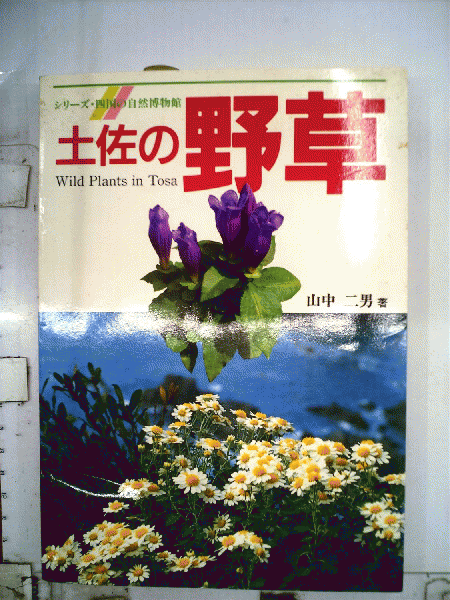 シリーズ・四国の自然博物館
土佐の野草
Wild Plants in Tosa
山中 二男 著